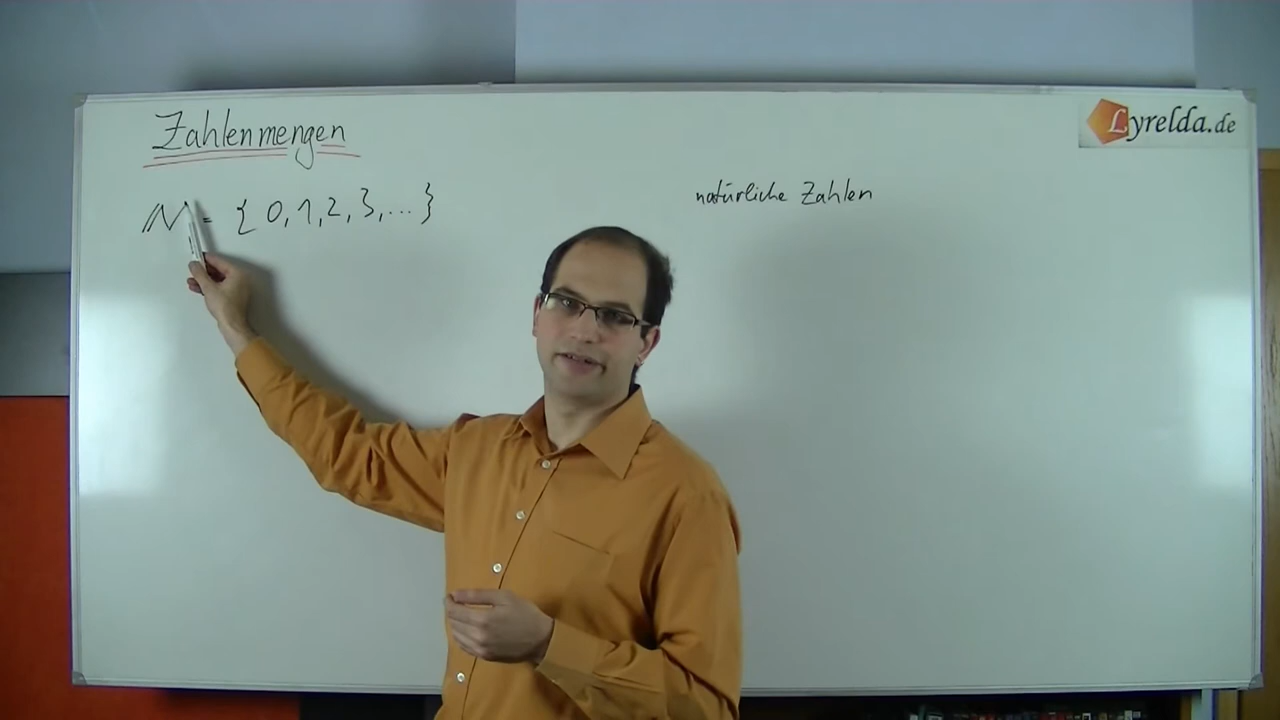 Zahlenmengen
Lyrelda.de
ℕ = { 0, 1, 2, 3, ... }
natürliche Zahlen